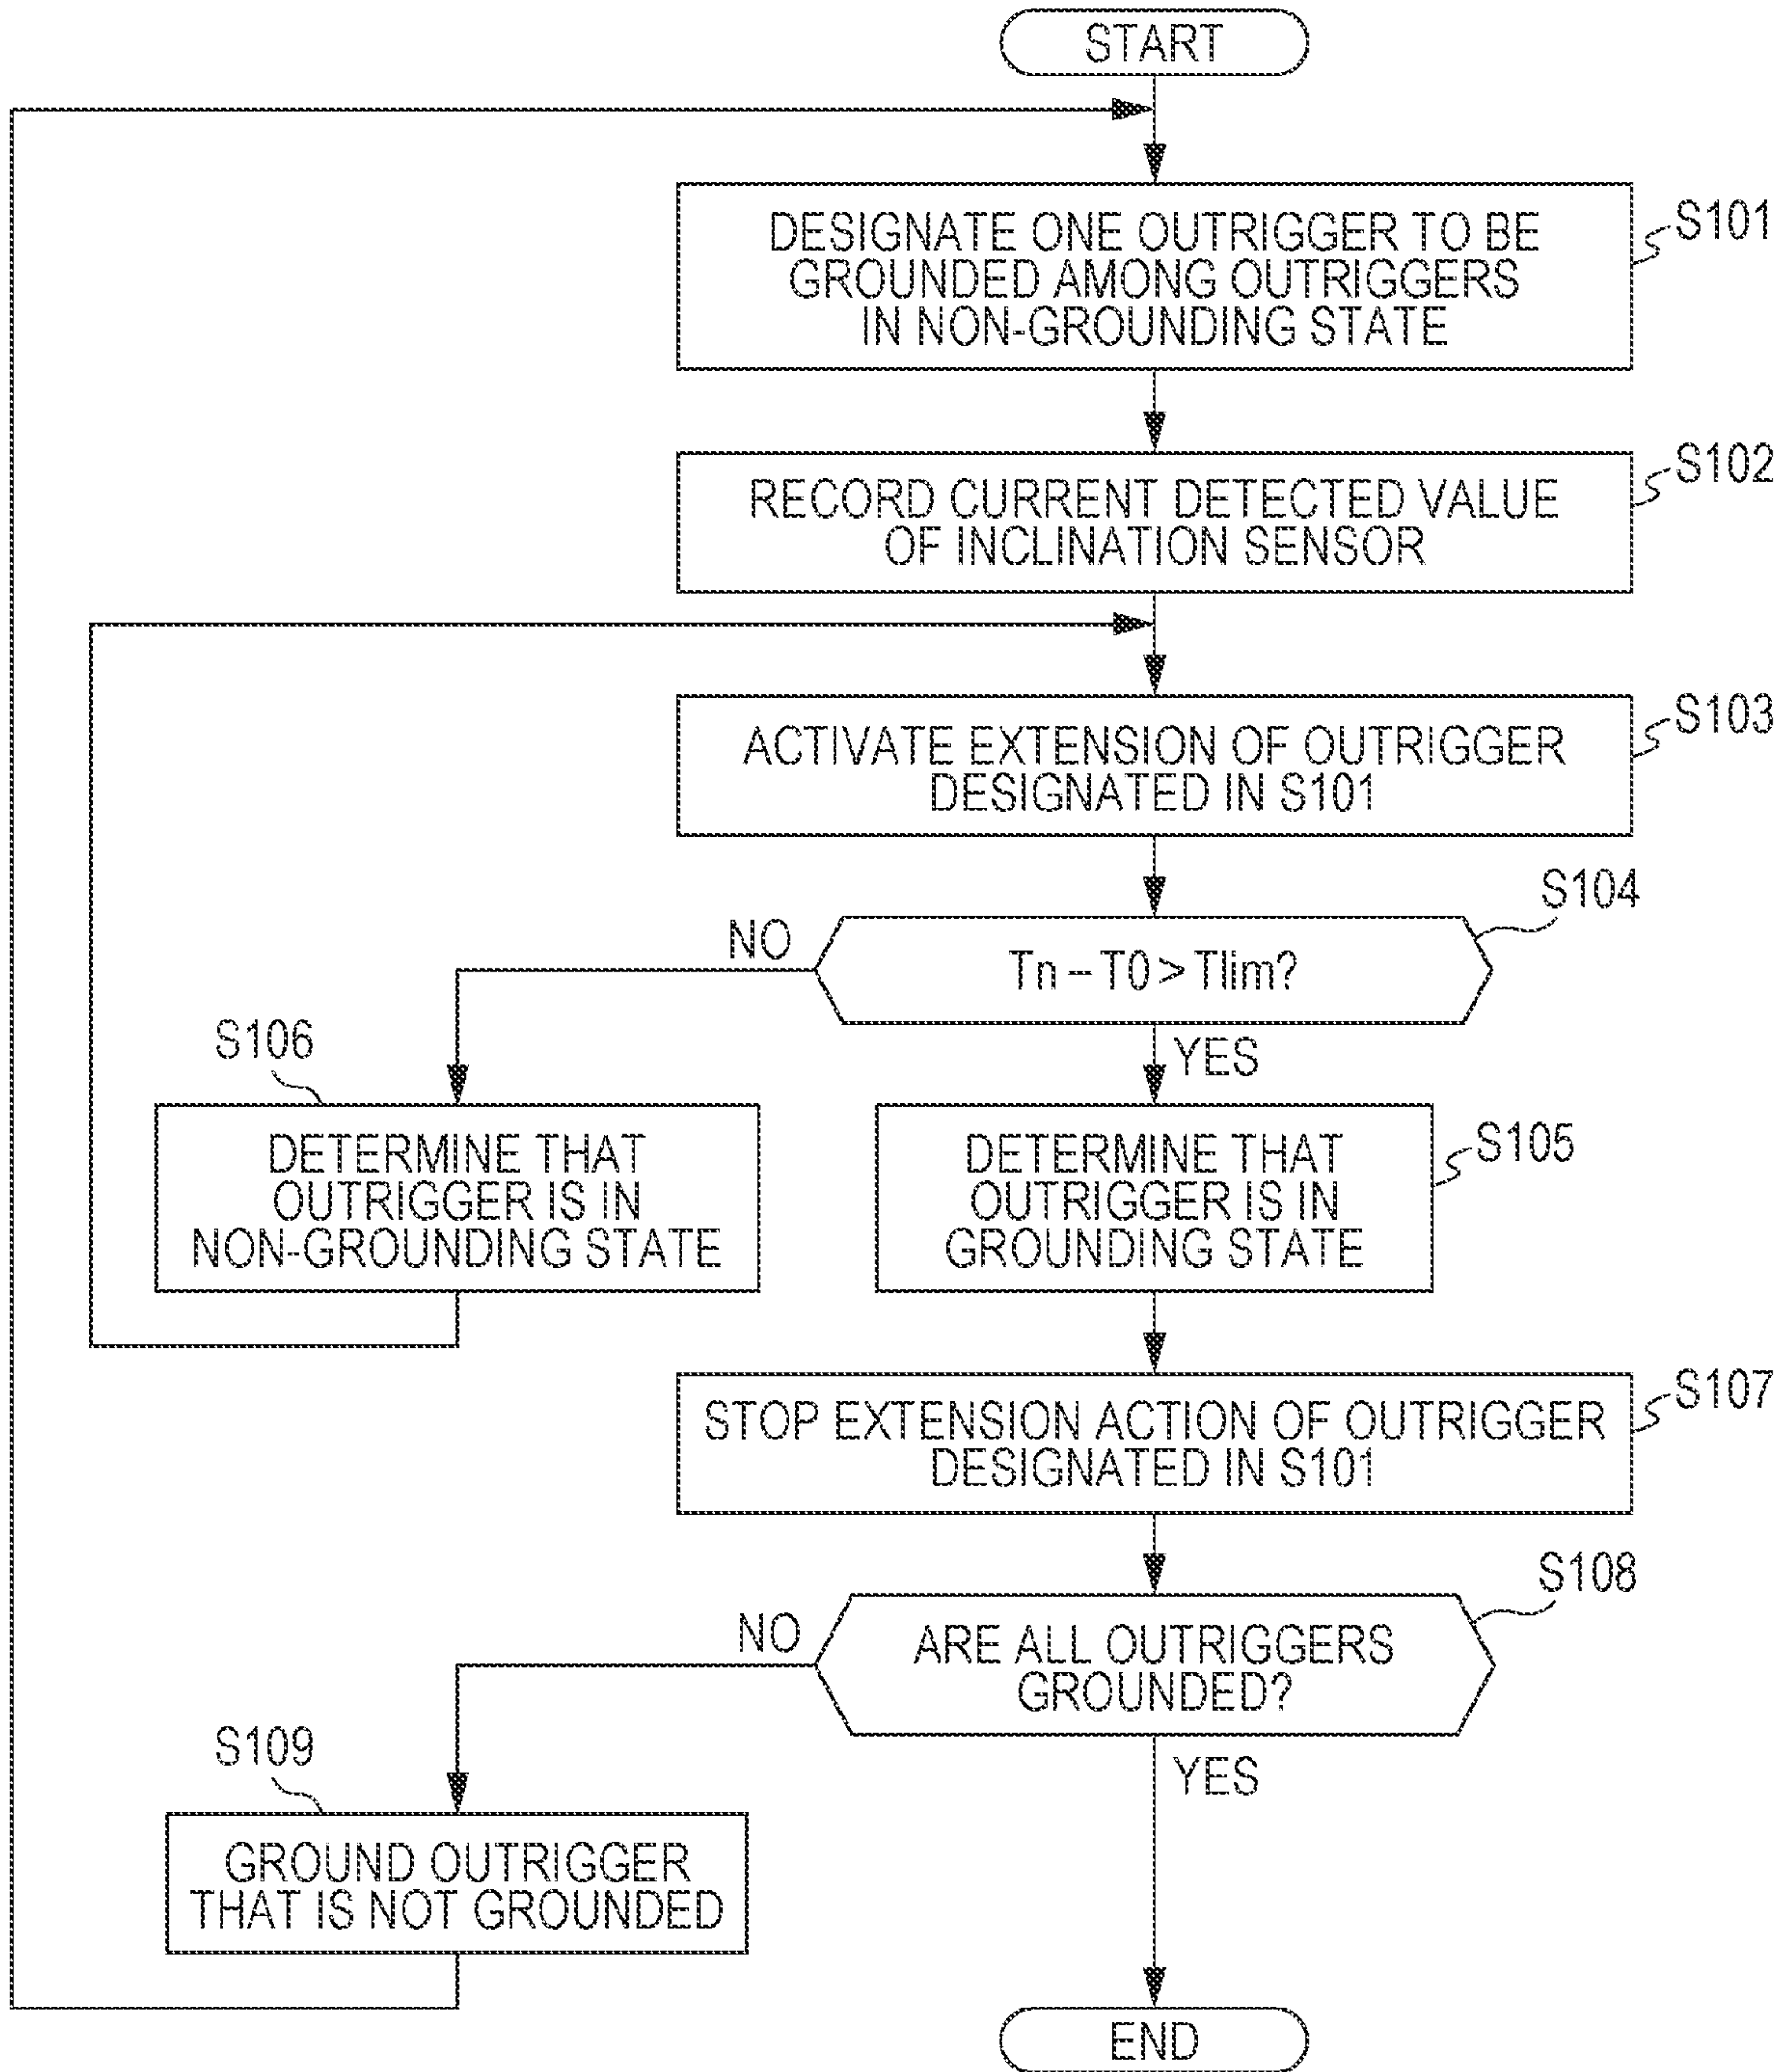 START
DESIGNATE ONE OUTRIGGER TO BE
GROUNDED AMONG OUTRIGGERS
IN NON-GROUNDING STATE
S101
RECORD CURRENT DETECTED VALUE
OF INCLINATION SENSOR
S102
ACTIVATE EXTENSION OF OUTRIGGER
DESIGNATED IN S101
S103
S104
NO
Tn – T0 > Tlim?
YES
S106
DETERMINE THAT
OUTRIGGER IS IN
NON-GROUNDING STATE
DETERMINE THAT
OUTRIGGER IS IN
GROUNDING STATE
S105
STOP EXTENSION ACTION OF OUTRIGGER
DESIGNATED IN S101
S107
S108
NO
ARE ALL OUTRIGGERS
GROUNDED?
YES
S109
GROUND OUTRIGGER
THAT IS NOT GROUNDED
END